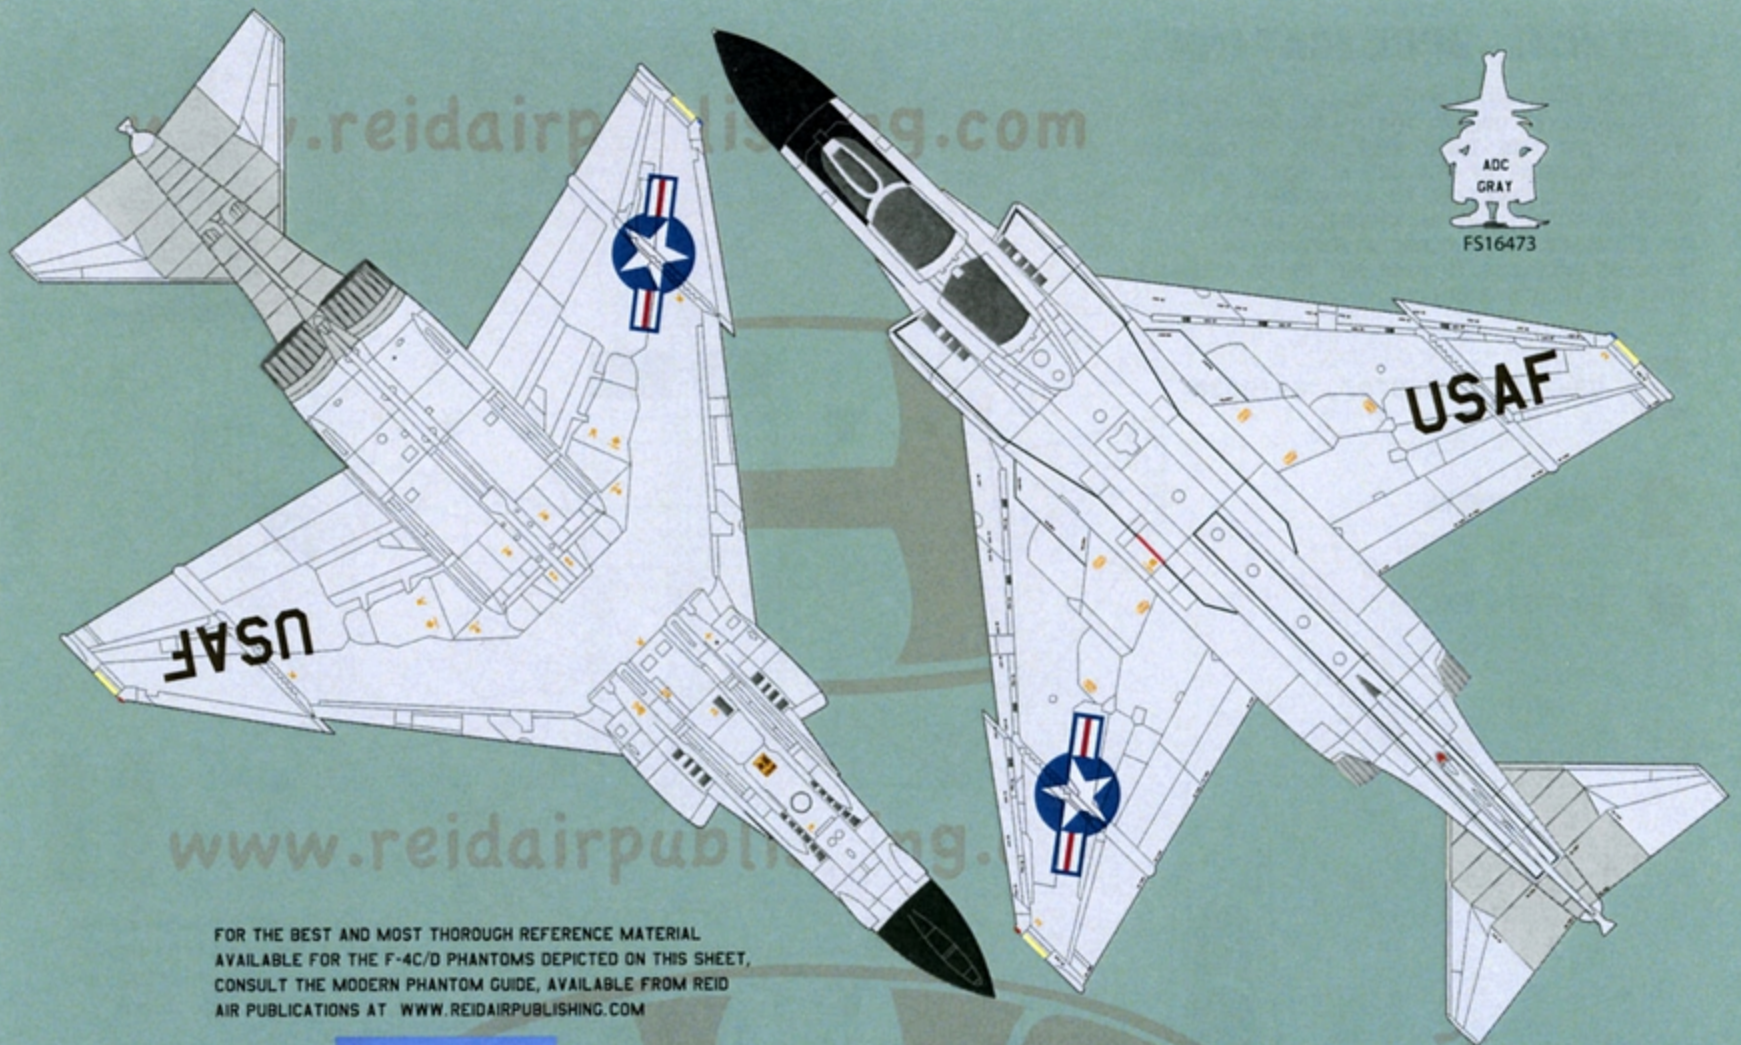 www.reidairpublishing.com
ADC
GRAY
FS16473
USAF
USAF
www.reidairpublishing.
FOR THE BEST AND MOST THOROUGH REFERENCE MATERIAL
AVAILABLE FOR THE F-4C/D PHANTOMS DEPICTED ON THIS SHEET,
CONSULT THE MODERN PHANTOM GUIDE, AVAILABLE FROM REID
AIR PUBLICATIONS AT WWW.REIDAIRPUBLISHING.COM